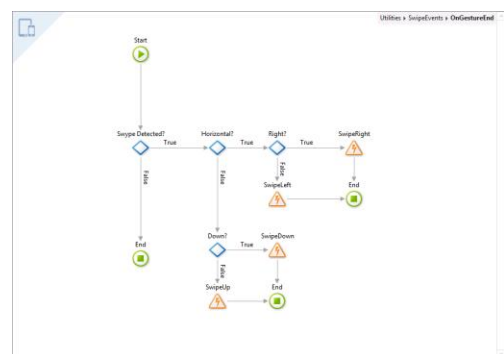 Utilities ▸ SwipeEvents ▸ OnGestureEnd
Start
Swype Detected?
True
Horizontal?
True
Right?
True
SwipeRight
False
False
False
SwipeLeft
End
End
Down?
True
SwipeDown
False
SwipeUp
End